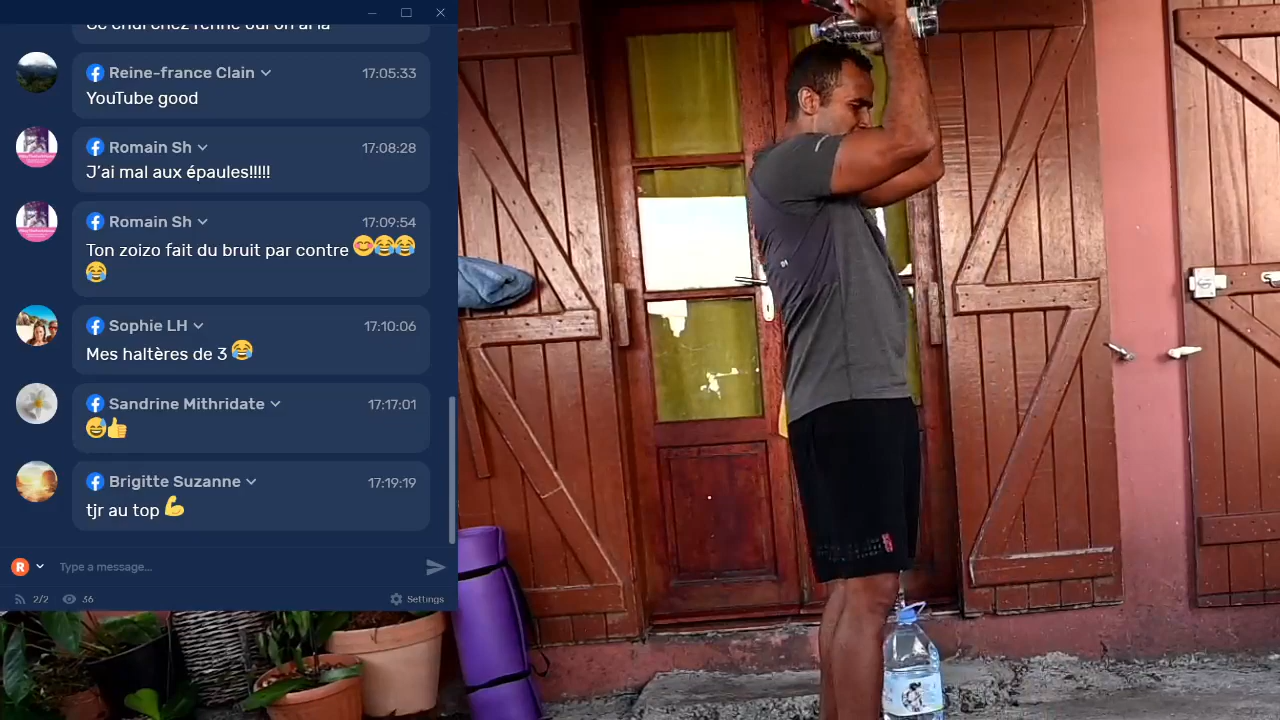 Reine-france Clain 17:05:33
YouTube good
Romain Sh 17:08:28
J'ai mal aux épaules!!!!!
Romain Sh 17:09:54
Ton zoizo fait du bruit par contre 😊😂😂
😂
Sophie LH 17:10:06
Mes haltères de 3 😂
Sandrine Mithridate 17:17:01
😅👍
Brigitte Suzanne 17:19:19
tjr au top 💪
R Type a message...
2/2 36 Settings